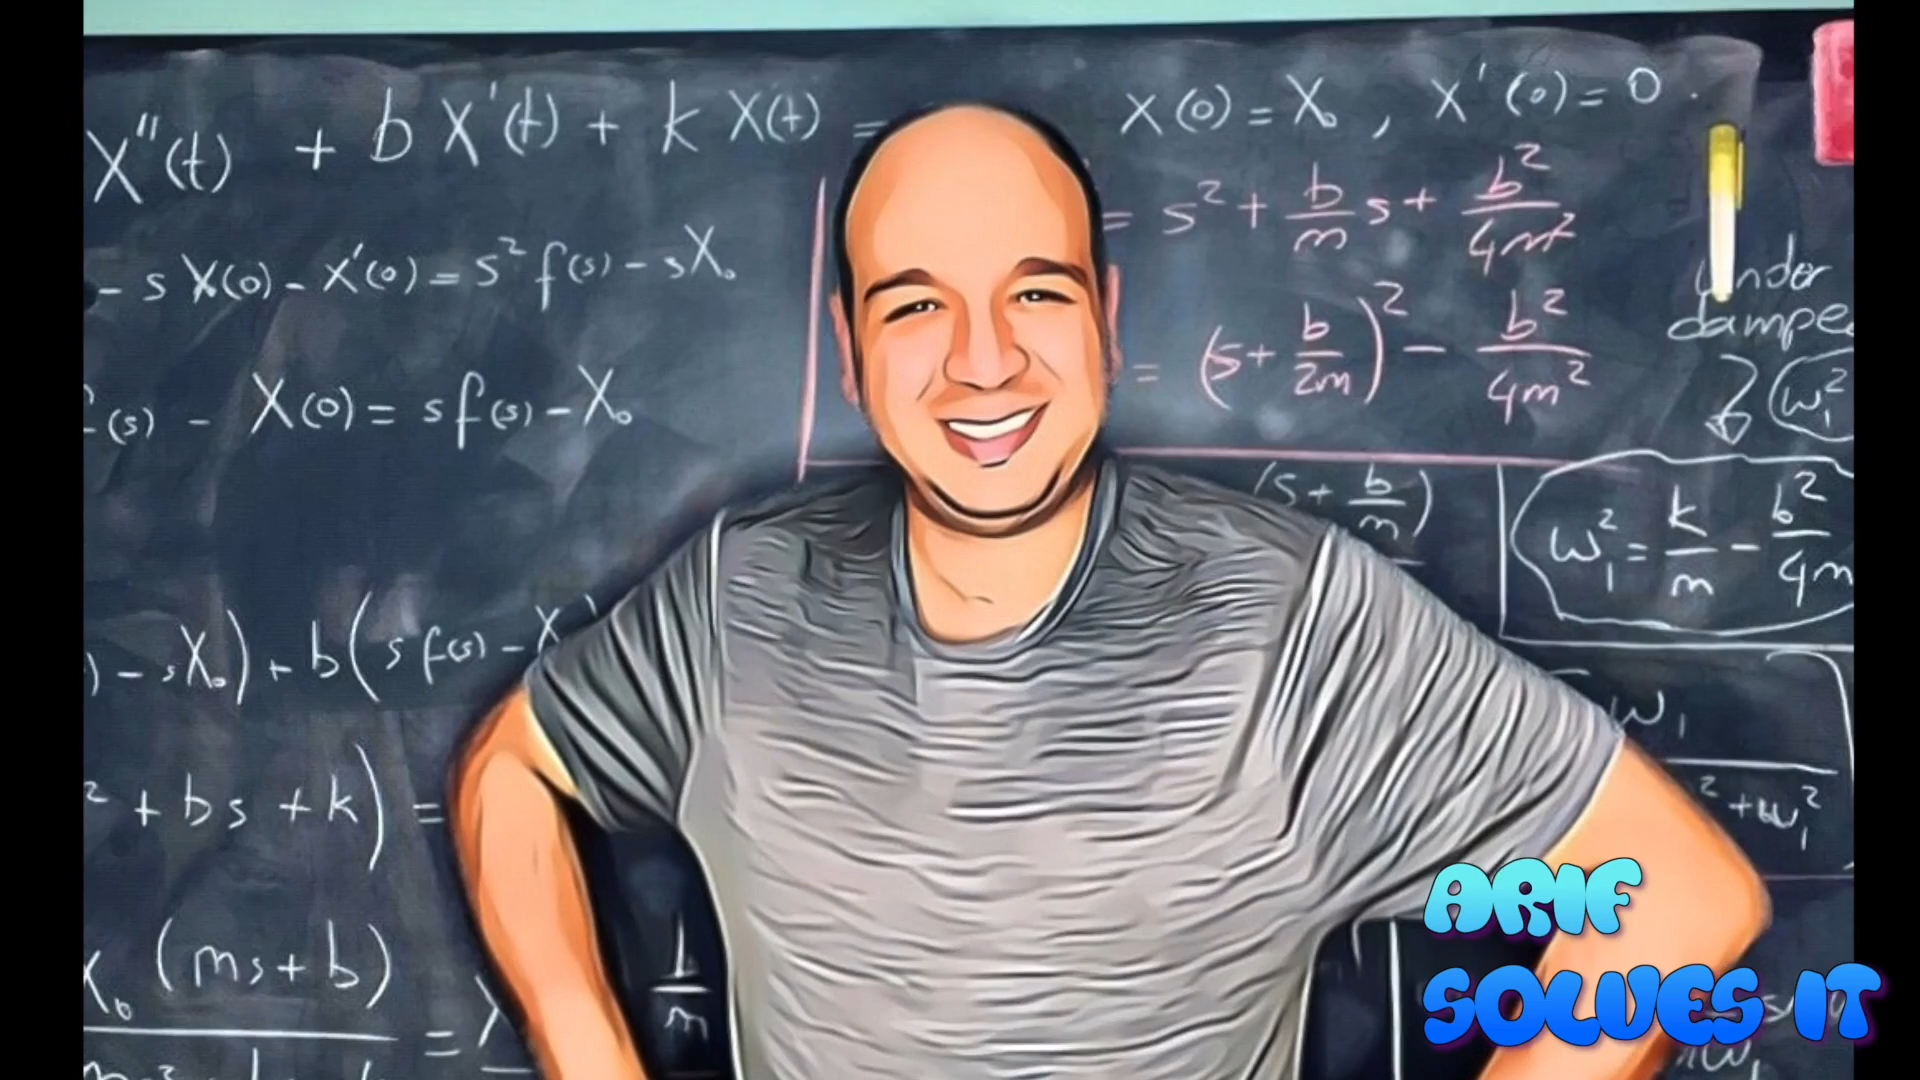 X''(t) + b X'(t) + k X(t) =
X(0) = X₀ , X'(0) = 0 .
- s X(0) - X'(0) = s² f(s) - sX₀
(s) - X(0) = s f(s) - X₀
) - sX₀) + b(s f(s) - X
² + bs + k) =
X₀ (ms + b)
=
1/m
= s² + b/m s + b²/4m²
= (s + b/2m)² - b²/4m²
under
damped
ω₁²
(s + b/m)
ω₁² = k/m - b²/4m
ω₁
² + ω₁²
ARIF
SOLVES IT